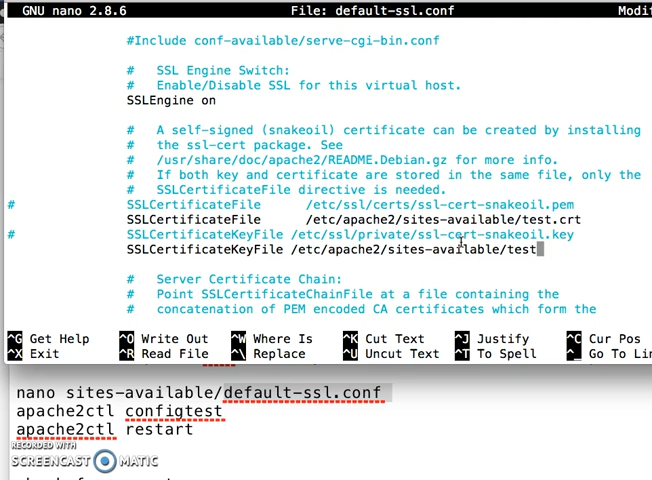 GNU nano 2.8.6 File: default-ssl.conf Modif
#Include conf-available/serve-cgi-bin.conf
# SSL Engine Switch:
# Enable/Disable SSL for this virtual host.
SSLEngine on
# A self-signed (snakeoil) certificate can be created by installing
# the ssl-cert package. See
# /usr/share/doc/apache2/README.Debian.gz for more info.
# If both key and certificate are stored in the same file, only the
# SSLCertificateFile directive is needed.
# SSLCertificateFile /etc/ssl/certs/ssl-cert-snakeoil.pem
SSLCertificateFile /etc/apache2/sites-available/test.crt
# SSLCertificateKeyFile /etc/ssl/private/ssl-cert-snakeoil.key
SSLCertificateKeyFile /etc/apache2/sites-available/test
# Server Certificate Chain:
# Point SSLCertificateChainFile at a file containing the
# concatenation of PEM encoded CA certificates which form the
^G Get Help ^O Write Out ^W Where Is ^K Cut Text ^J Justify ^C Cur Pos
^X Exit ^R Read File ^\ Replace ^U Uncut Text ^T To Spell ^_ Go To Lin
nano sites-available/default-ssl.conf
apache2ctl configtest
apache2ctl restart
RECORDED WITH
SCREENCAST MATIC